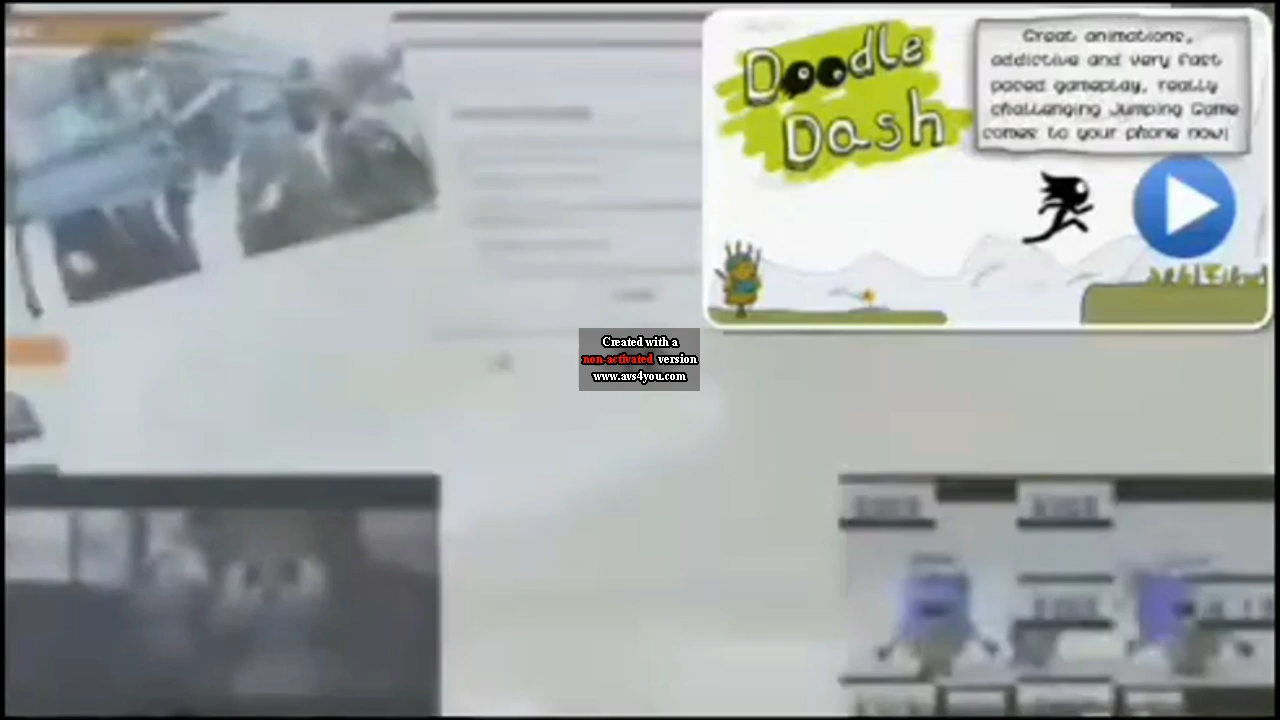 Doodle
Dash
Great animations,
addictive and very fast
paced gameplay, really
challenging Jumping Game
comes to your phone now!
Created with a
non-activated version
www.avs4you.com